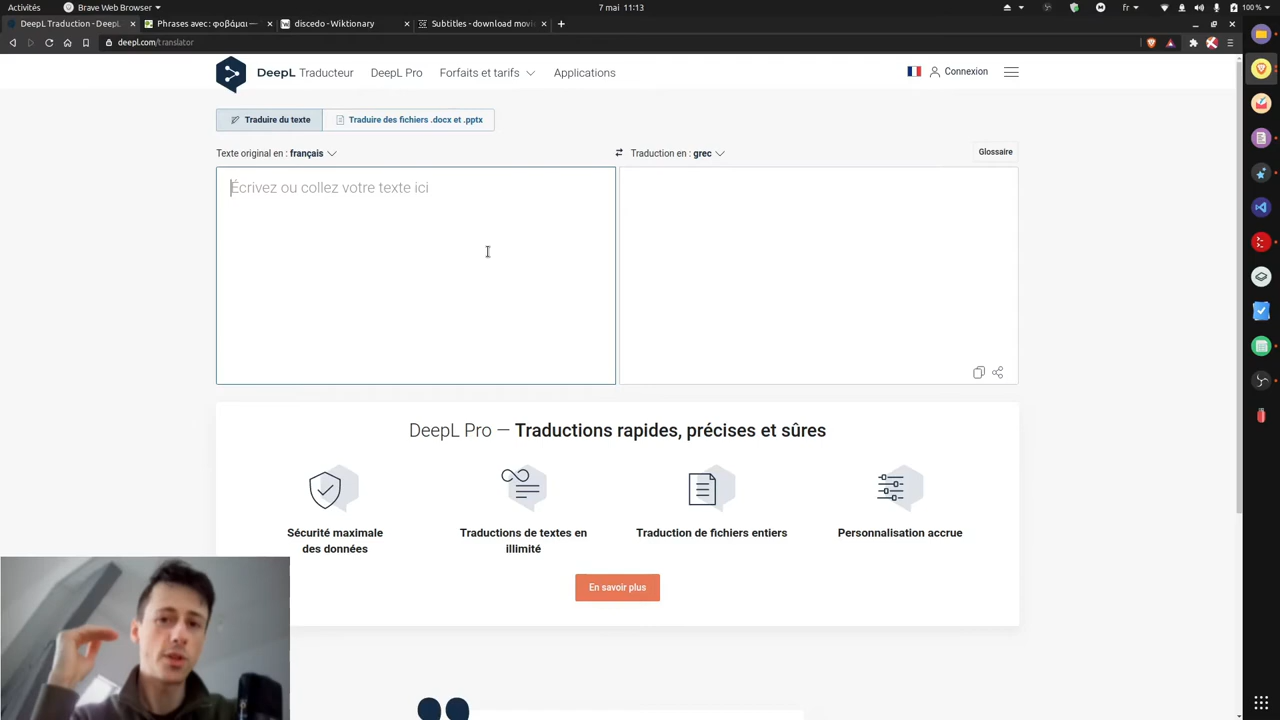 Activités
Brave Web Browser
7 mai 11:13
fr
100 %
DeepL Traduction - DeepL
Phrases avec: φοβάμαι —
discedo - Wiktionary
Subtitles - download movi
deepl.com/translator
DeepL Traducteur
DeepL Pro
Forfaits et tarifs
Applications
Connexion
Traduire du texte
Traduire des fichiers .docx et .pptx
Texte original en : français
Traduction en : grec
Glossaire
Écrivez ou collez votre texte ici
DeepL Pro — Traductions rapides, précises et sûres
Sécurité maximale
des données
Traductions de textes en
illimité
Traduction de fichiers entiers
Personnalisation accrue
En savoir plus